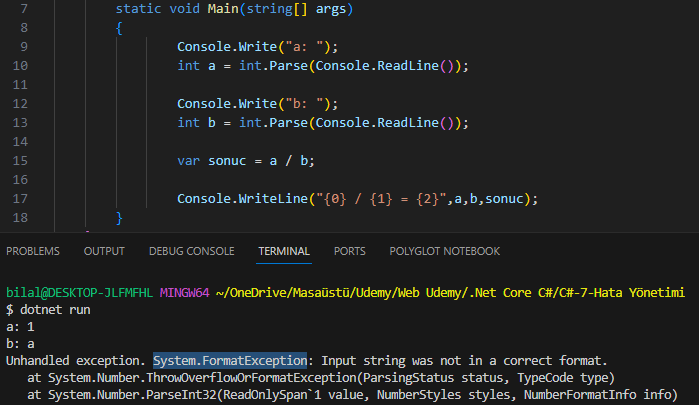 7 static void Main(string[] args)
8 {
9 Console.Write("a: ");
10 int a = int.Parse(Console.ReadLine());
11
12 Console.Write("b: ");
13 int b = int.Parse(Console.ReadLine());
14
15 var sonuc = a / b;
16
17 Console.WriteLine("{0} / {1} = {2}",a,b,sonuc);
18 }
PROBLEMS OUTPUT DEBUG CONSOLE TERMINAL PORTS POLYGLOT NOTEBOOK
bilal@DESKTOP-JLFMFHL MINGW64 ~/OneDrive/Masaüstü/Udemy/Web Udemy/.Net Core C#/C#-7-Hata Yönetimi
$ dotnet run
a: 1
b: a
Unhandled exception. System.FormatException: Input string was not in a correct format.
at System.Number.ThrowOverflowOrFormatException(ParsingStatus status, TypeCode type)
at System.Number.ParseInt32(ReadOnlySpan`1 value, NumberStyles styles, NumberFormatInfo info)